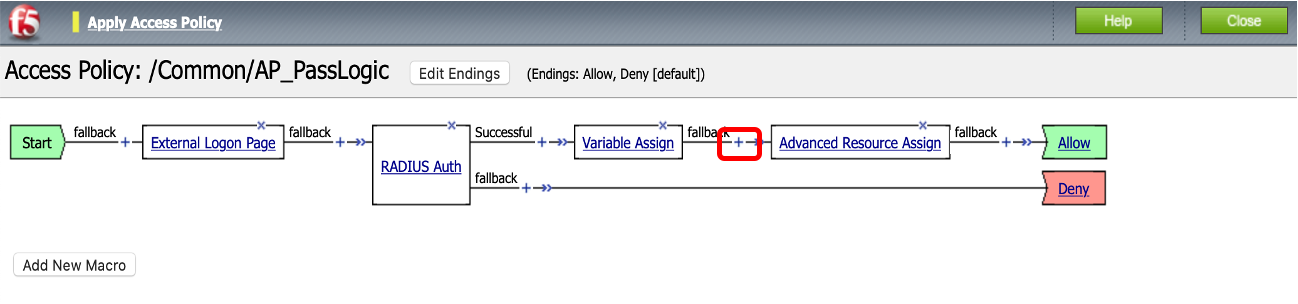 f5 Apply Access Policy Help Close
Access Policy: /Common/AP_PassLogic Edit Endings (Endings: Allow, Deny [default])
Start fallback + External Logon Page fallback + RADIUS Auth Successful + Variable Assign fallback + Advanced Resource Assign fallback + Allow
fallback + Deny
Add New Macro